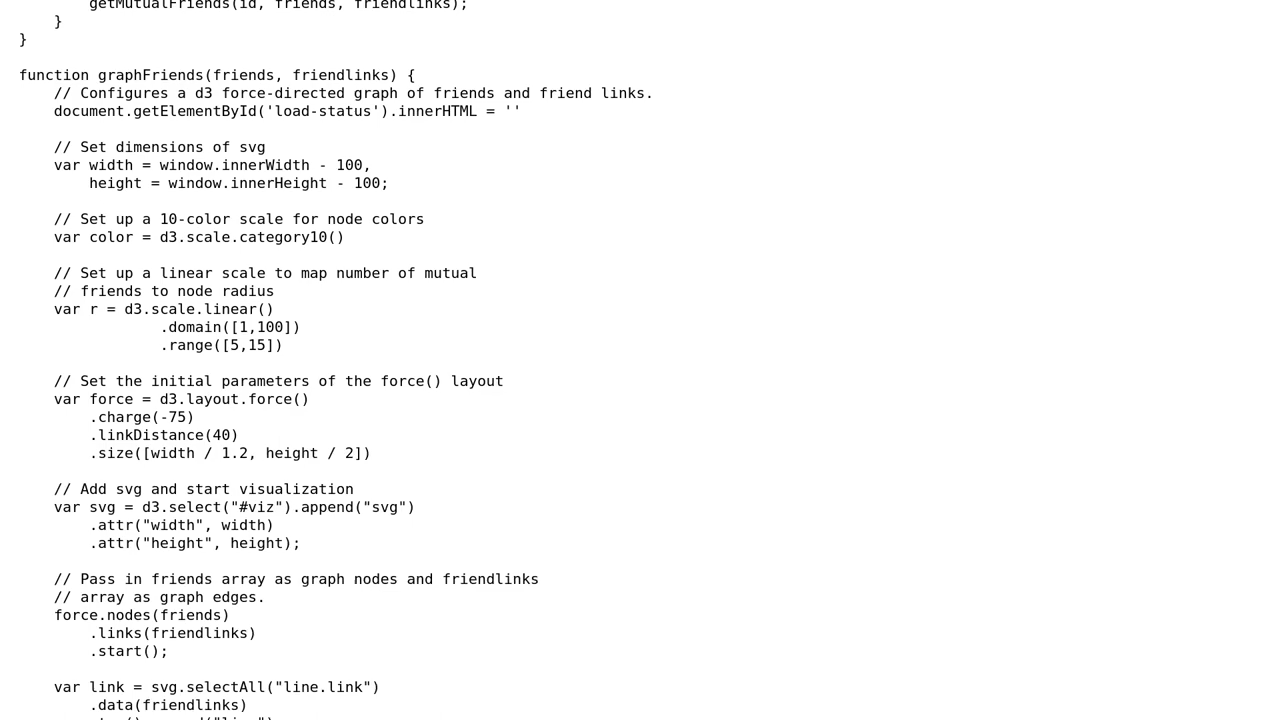 getMutualFriends(id, friends, friendlinks);
}
}
function graphFriends(friends, friendlinks) {
// Configures a d3 force-directed graph of friends and friend links.
document.getElementById('load-status').innerHTML = ''
// Set dimensions of svg
var width = window.innerWidth - 100,
height = window.innerHeight - 100;
// Set up a 10-color scale for node colors
var color = d3.scale.category10()
// Set up a linear scale to map number of mutual
// friends to node radius
var r = d3.scale.linear()
.domain([1,100])
.range([5,15])
// Set the initial parameters of the force() layout
var force = d3.layout.force()
.charge(-75)
.linkDistance(40)
.size([width / 1.2, height / 2])
// Add svg and start visualization
var svg = d3.select("#viz").append("svg")
.attr("width", width)
.attr("height", height);
// Pass in friends array as graph nodes and friendlinks
// array as graph edges.
force.nodes(friends)
.links(friendlinks)
.start();
var link = svg.selectAll("line.link")
.data(friendlinks)